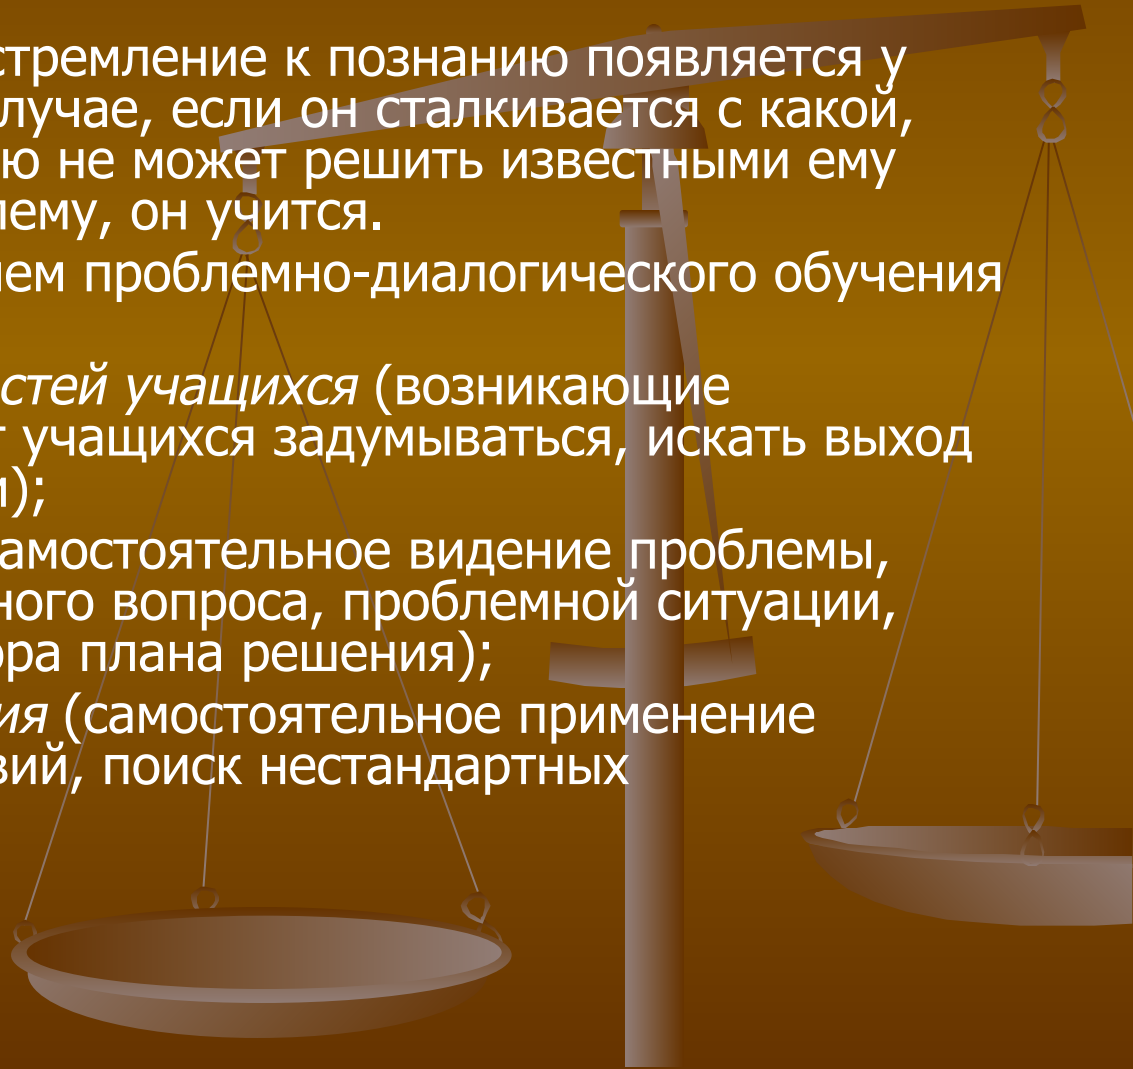 стремление к познанию появляется у
лучае, если он сталкивается с какой,
ю не может решить известными ему
ему, он учится.
ем проблемно-диалогического обучения
стей учащихся (возникающие
т учащихся задумываться, искать выход
и);
амостоятельное видение проблемы,
ного вопроса, проблемной ситуации,
ора плана решения);
ия (самостоятельное применение
вий, поиск нестандартных